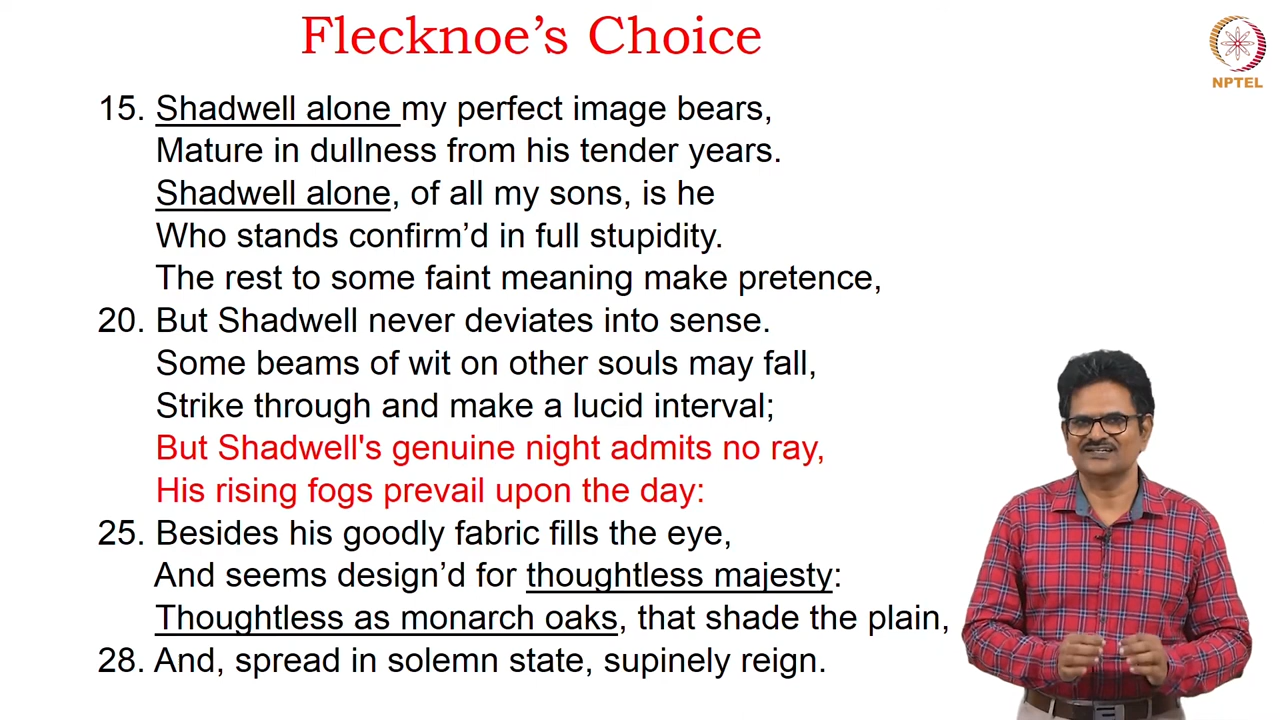 Flecknoe’s Choice
NPTEL
15. Shadwell alone my perfect image bears,
Mature in dullness from his tender years.
Shadwell alone, of all my sons, is he
Who stands confirm’d in full stupidity.
The rest to some faint meaning make pretence,
20. But Shadwell never deviates into sense.
Some beams of wit on other souls may fall,
Strike through and make a lucid interval;
But Shadwell's genuine night admits no ray,
His rising fogs prevail upon the day:
25. Besides his goodly fabric fills the eye,
And seems design’d for thoughtless majesty:
Thoughtless as monarch oaks, that shade the plain,
28. And, spread in solemn state, supinely reign.